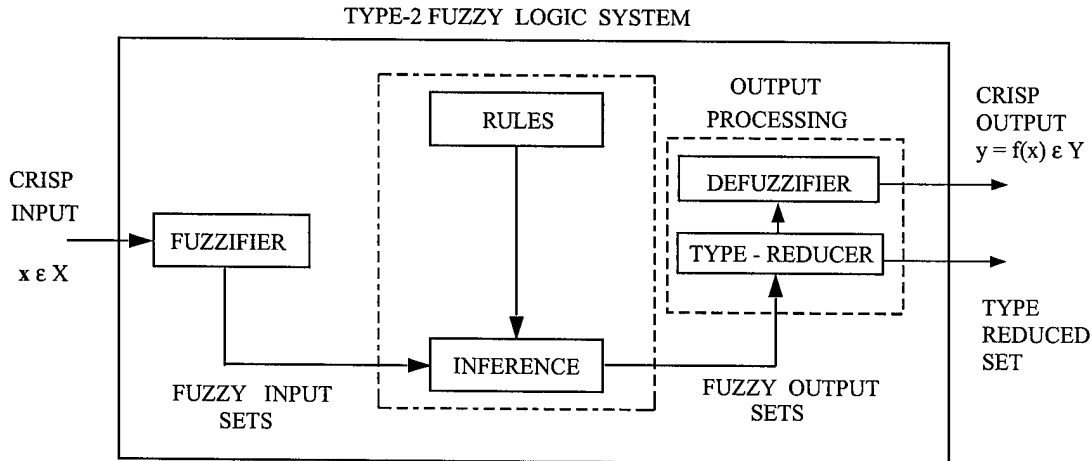 TYPE-2 FUZZY LOGIC SYSTEM
CRISP
INPUT
x ε X
FUZZIFIER
FUZZY INPUT
SETS
RULES
INFERENCE
OUTPUT
PROCESSING
DEFUZZIFIER
TYPE - REDUCER
FUZZY OUTPUT
SETS
CRISP
OUTPUT
y = f(x) ε Y
TYPE
REDUCED
SET